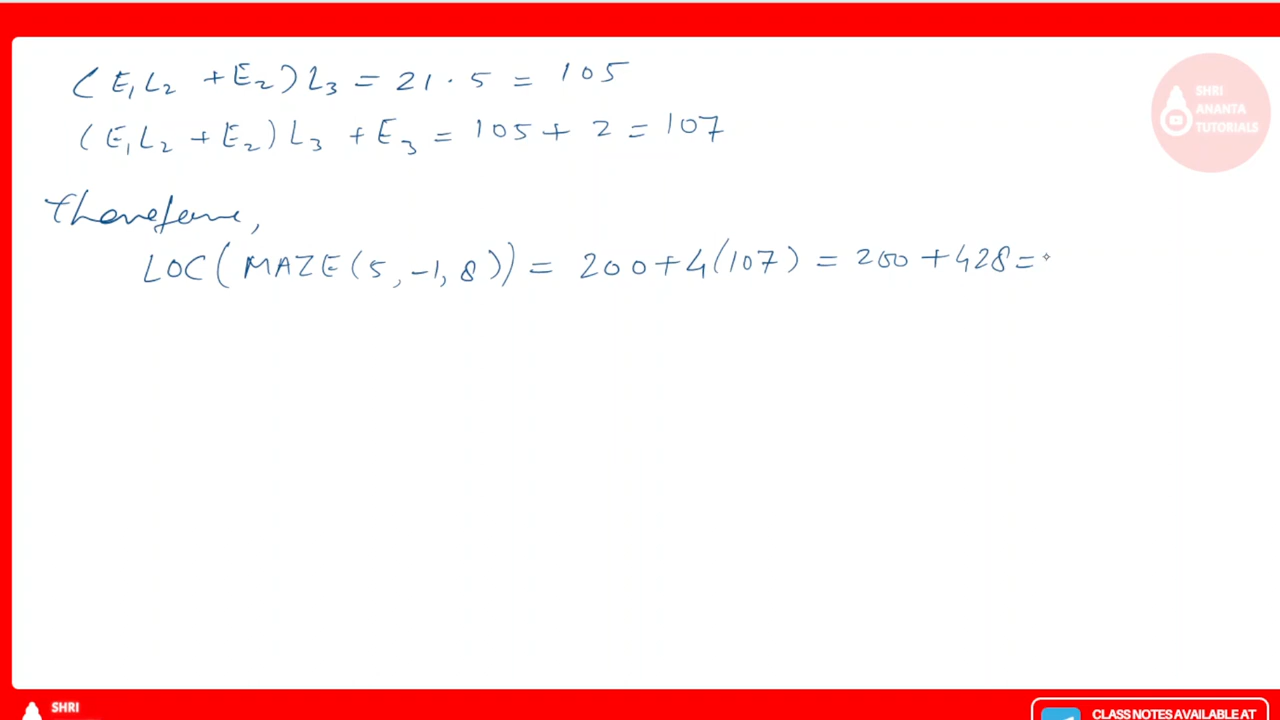 (E₁L₂ + E₂)L₃ = 21 · 5 = 105
(E₁L₂ + E₂)L₃ + E₃ = 105 + 2 = 107
Therefore,
LOC(MAZE(5, -1, 8)) = 200 + 4(107) = 200 + 428 =
SHRI
ANANTA
TUTORIALS
SHRI
CLASS NOTES AVAILABLE AT